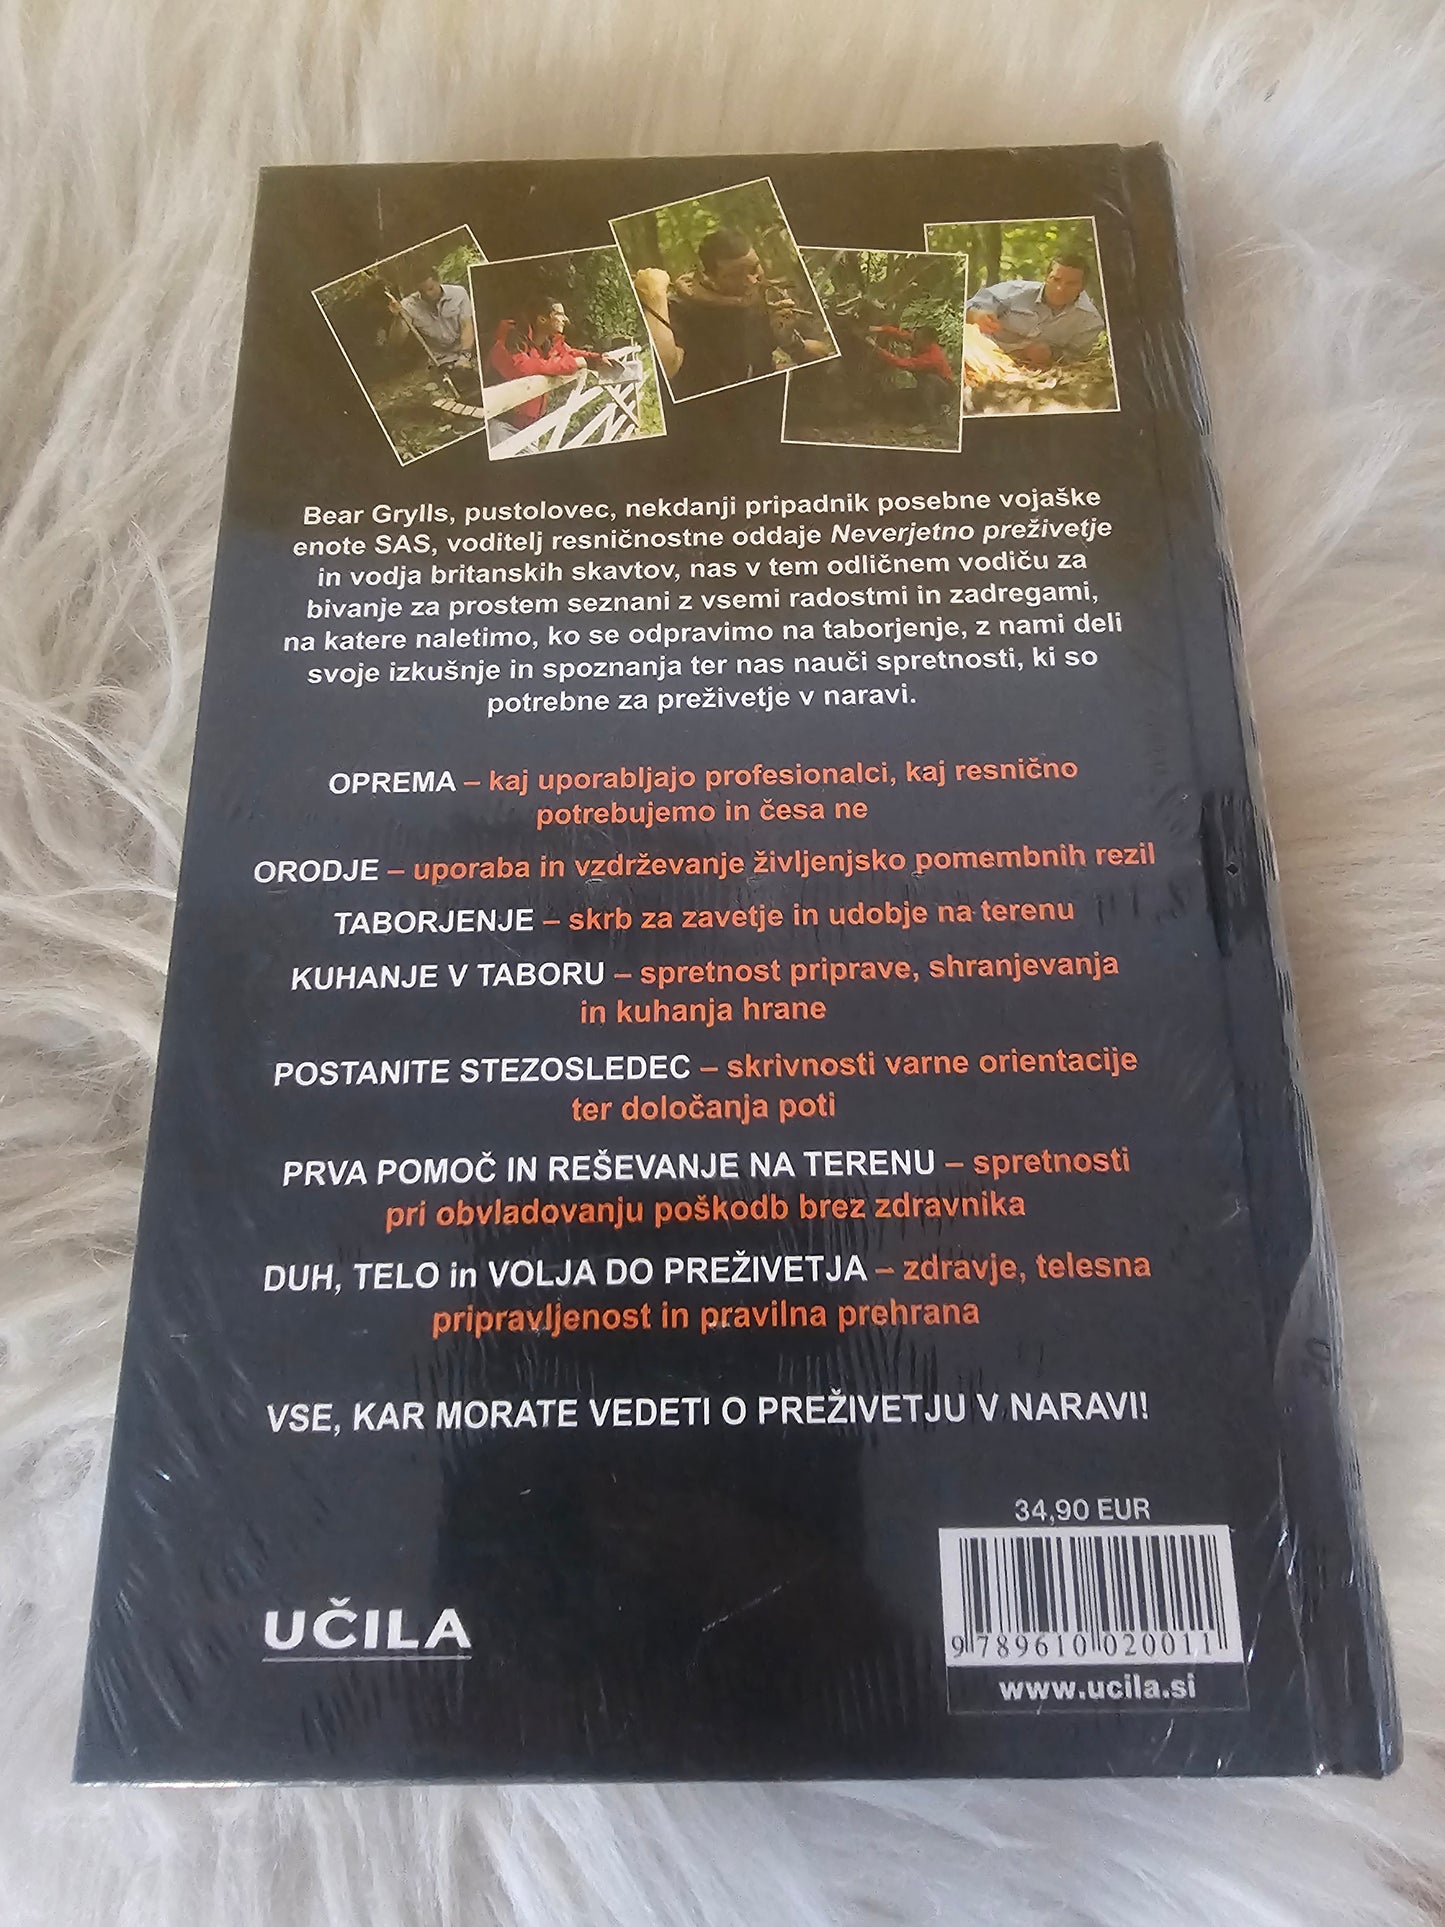 Bear Grylls, pustolovec, nekdanji pripadnik posebne vojaške
enote SAS, voditelj resničnostne oddaje Neverjetno preživetje
in vodja britanskih skavtov, nas v tem odličnem vodiču za
bivanje za prostem seznani z vsemi radostmi in zadregami,
na katere naletimo, ko se odpravimo na taborjenje, z nami deli
svoje izkušnje in spoznanja ter nas nauči spretnosti, ki so
potrebne za preživetje v naravi.
OPREMA – kaj uporabljajo profesionalci, kaj resnično
potrebujemo in česa ne
ORODJE – uporaba in vzdrževanje življenjsko pomembnih rezil
TABORJENJE – skrb za zavetje in udobje na terenu
KUHANJE V TABORU – spretnost priprave, shranjevanja
in kuhanja hrane
POSTANITE STEZOSLEDEC – skrivnosti varne orientacije
ter določanja poti
PRVA POMOČ IN REŠEVANJE NA TERENU – spretnosti
pri obvladovanju poškodb brez zdravnika
DUH, TELO in VOLJA DO PREŽIVETJA – zdravje, telesna
pripravljenost in pravilna prehrana
VSE, KAR MORATE VEDETI O PREŽIVETJU V NARAVI!
34,90 EUR
UČILA
9 789610 020011
www.ucila.si